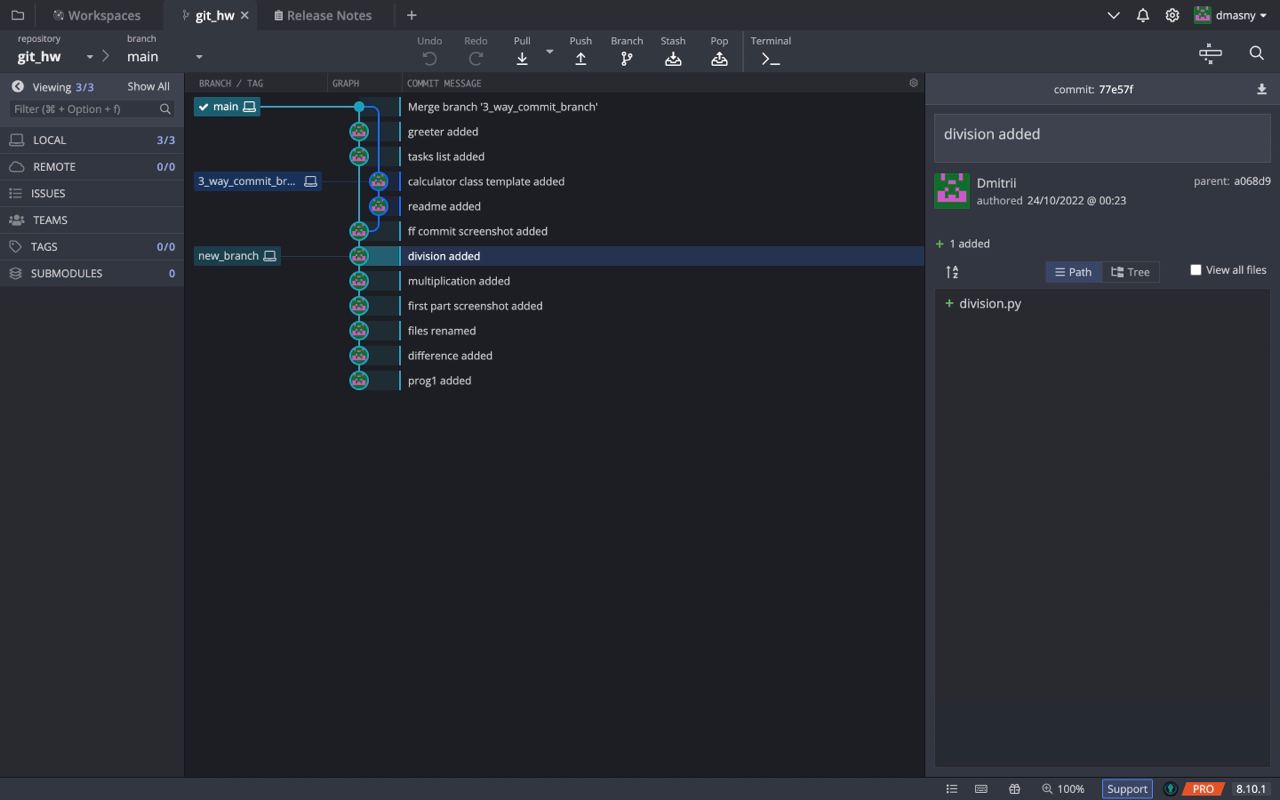 Workspaces
git_hw
Release Notes
dmasny
repository
git_hw
branch
main
Undo
Redo
Pull
Push
Branch
Stash
Pop
Terminal
Viewing 3/3
Show All
Filter (⌘ + Option + f)
LOCAL 3/3
REMOTE 0/0
ISSUES
TEAMS
TAGS 0/0
SUBMODULES 0
BRANCH / TAG
GRAPH
COMMIT MESSAGE
main
Merge branch '3_way_commit_branch'
greeter added
tasks list added
3_way_commit_br...
calculator class template added
readme added
ff commit screenshot added
new_branch
division added
multiplication added
first part screenshot added
files renamed
difference added
prog1 added
commit: 77e57f
division added
Dmitrii
authored 24/10/2022 @ 00:23
parent: a068d9
+ 1 added
Path
Tree
View all files
+ division.py
100%
Support
PRO
8.10.1